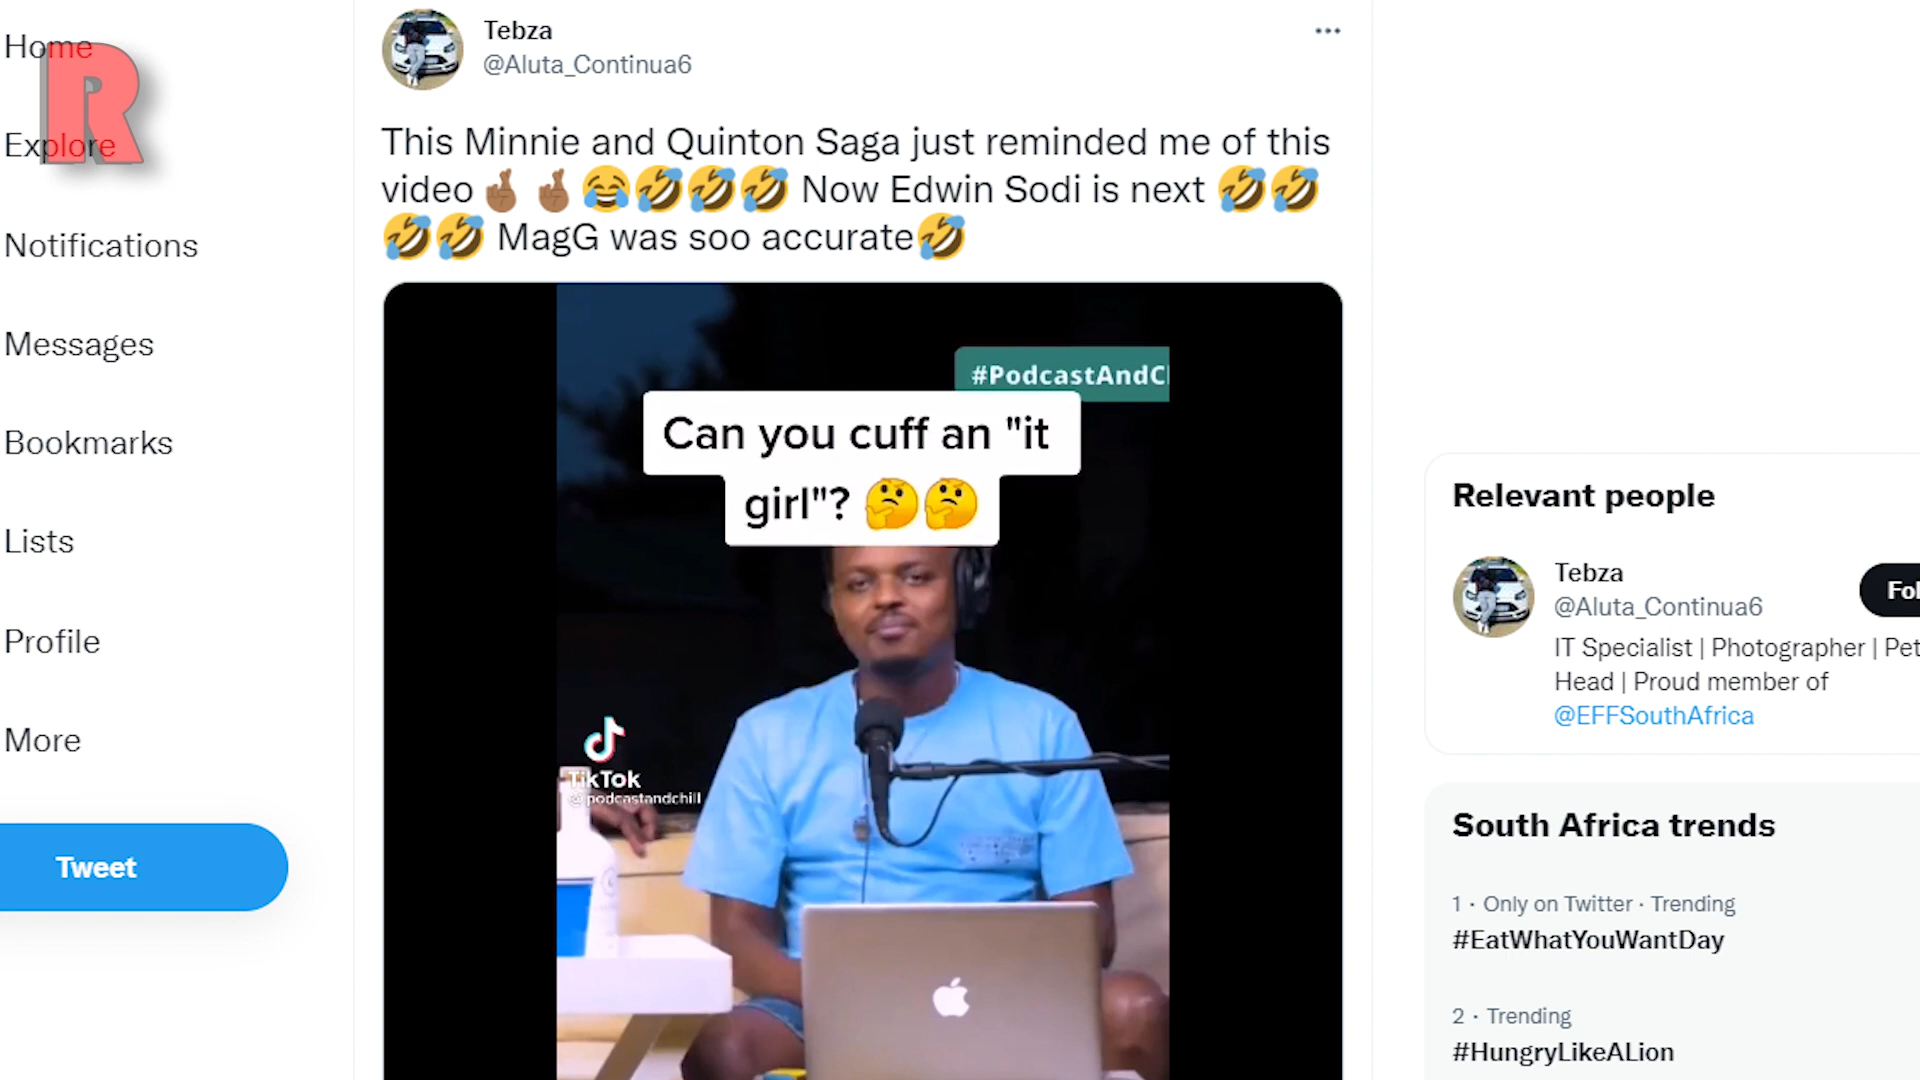 Home
R
Explore
Notifications
Messages
Bookmarks
Lists
Profile
More
Tweet
Tebza
@Aluta_Continua6
This Minnie and Quinton Saga just reminded me of this
video🤞🏾🤞🏾😂🤣🤣🤣 Now Edwin Sodi is next 🤣🤣
🤣🤣 MagG was soo accurate🤣
#PodcastAndC
Can you cuff an "it
girl"? 🤔🤔
TikTok
@podcastandchill
Relevant people
Tebza
@Aluta_Continua6
Fol
IT Specialist | Photographer | Pet
Head | Proud member of
@EFFSouthAfrica
South Africa trends
1 · Only on Twitter · Trending
#EatWhatYouWantDay
2 · Trending
#HungryLikeALion